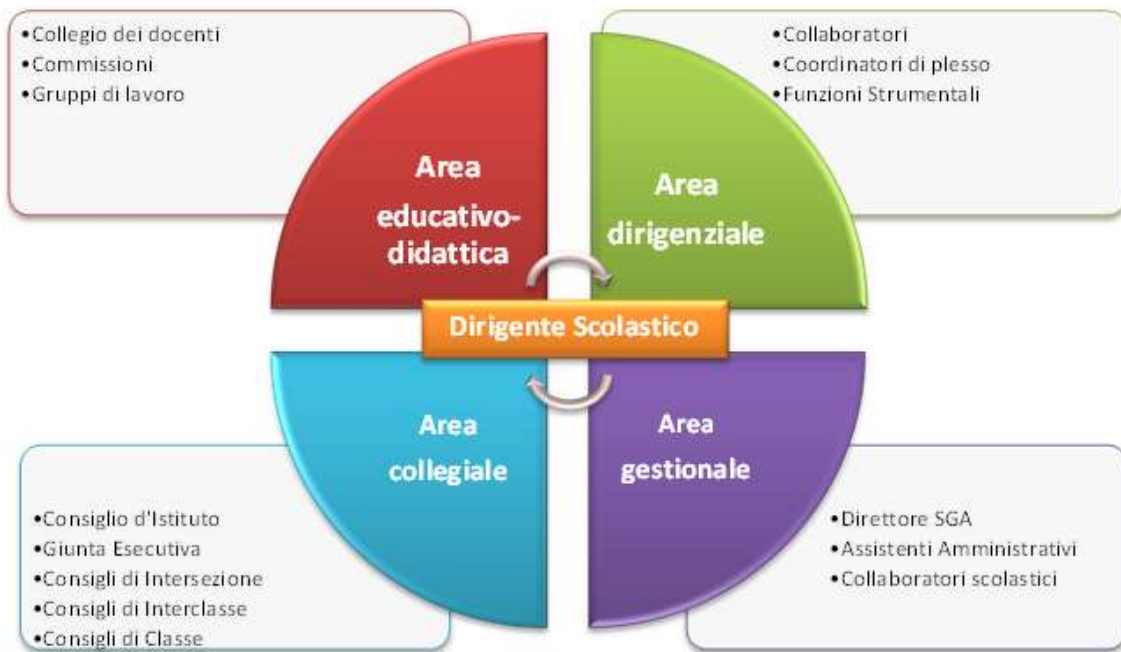 •Collegio dei docenti
•Commissioni
•Gruppi di lavoro
•Collaboratori
•Coordinatori di plesso
•Funzioni Strumentali
Area
educativo-
didattica
Area
dirigenziale
Dirigente Scolastico
Area
collegiale
Area
gestionale
•Consiglio d'Istituto
•Giunta Esecutiva
•Consigli di Intersezione
•Consigli di Interclasse
•Consigli di Classe
•Direttore SGA
•Assistenti Amministrativi
•Collaboratori scolastici